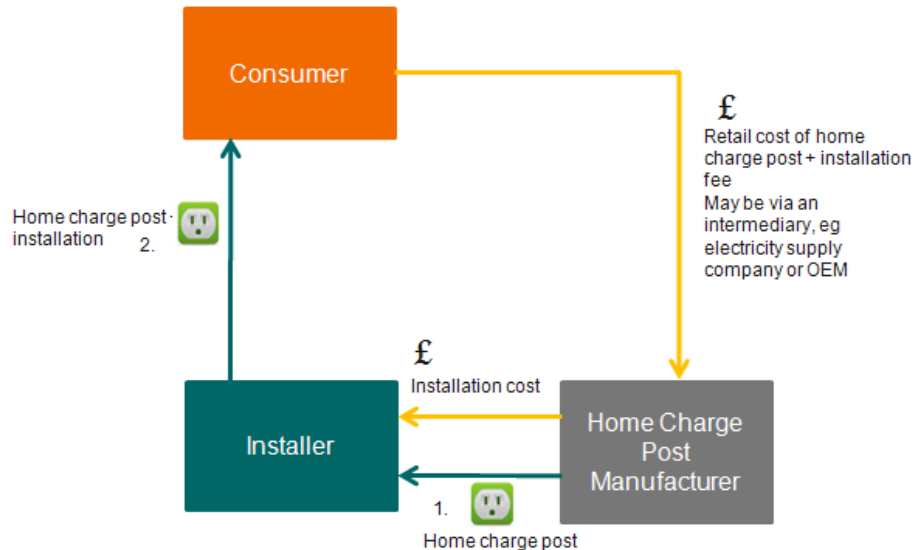 Consumer
£
Retail cost of home
charge post + installation
fee
May be via an
intermediary, eg
electricity supply
company or OEM
Home charge post -
installation
2.
£
Installation cost
Installer
Home Charge
Post
Manufacturer
1.
Home charge post